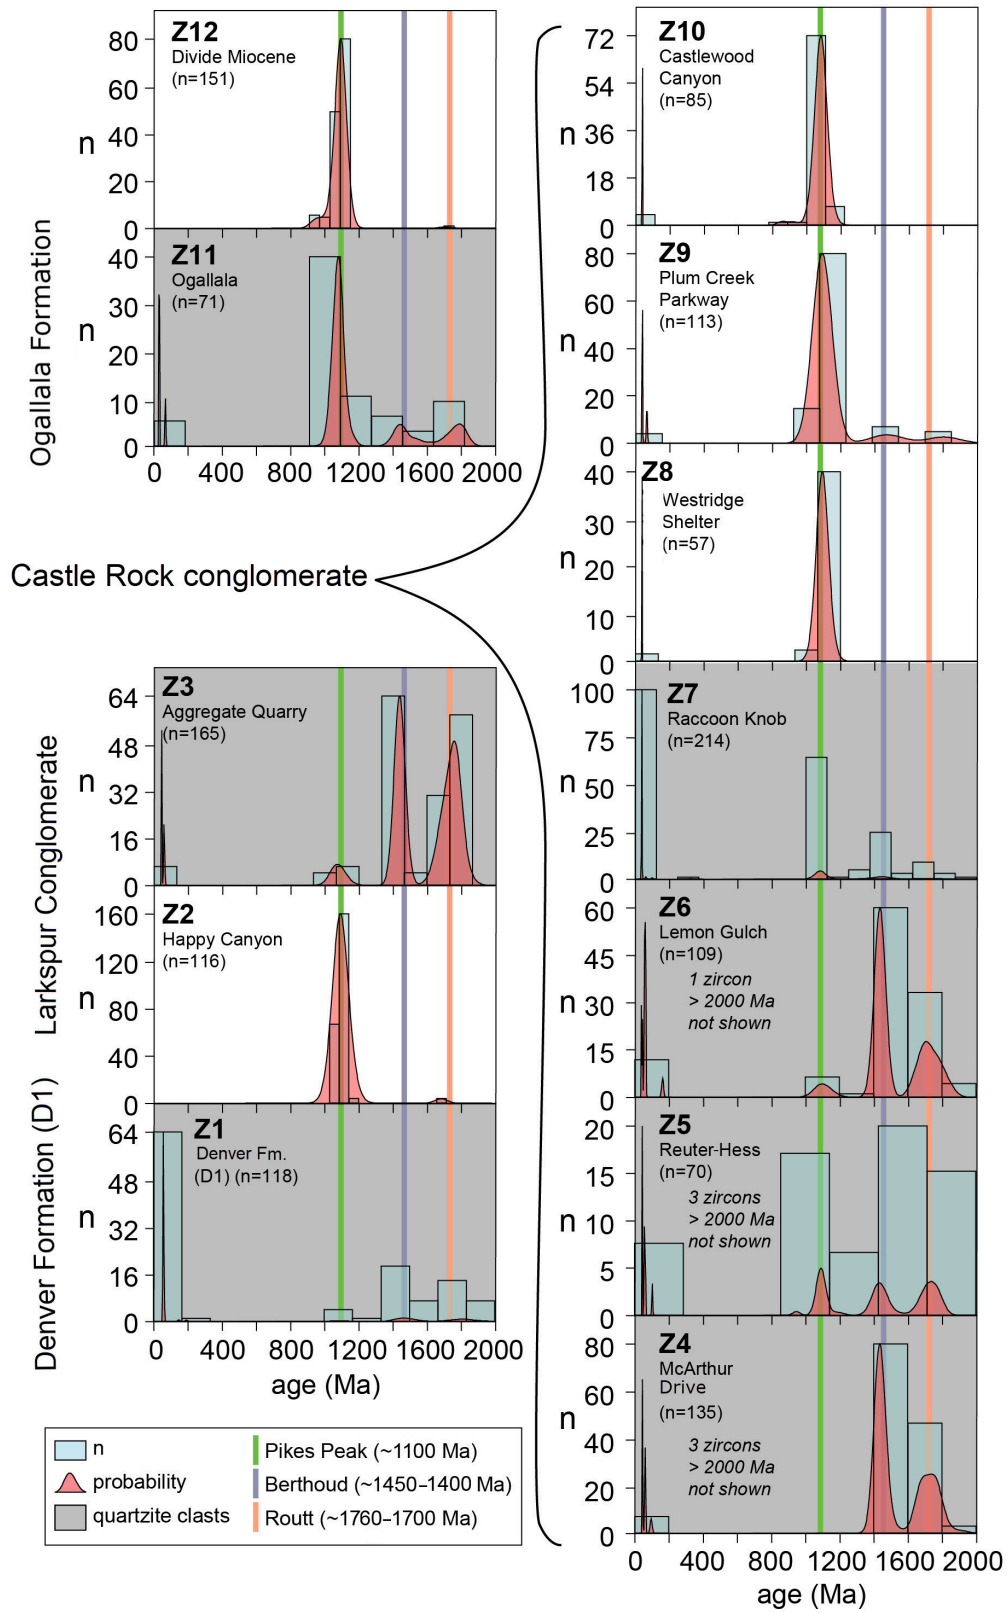 Z12
Divide Miocene
(n=151)
80
60
40
20
0
n
Z11
Ogallala
(n=71)
40
30
20
10
0
n
0 400 800 1200 1600 2000
Ogallala Formation
Castle Rock conglomerate
Z3
Aggregate Quarry
(n=165)
64
48
32
16
0
n
Larkspur Conglomerate
Z2
Happy Canyon
(n=116)
160
120
80
40
0
n
Z1
Denver Fm.
(D1) (n=118)
64
48
32
16
0
n
Denver Formation (D1)
0 400 800 1200 1600 2000
age (Ma)
n
probability
quartzite clasts
Pikes Peak (~1100 Ma)
Berthoud (~1450–1400 Ma)
Routt (~1760–1700 Ma)
Z10
Castlewood
Canyon
(n=85)
72
54
36
18
0
n
Z9
Plum Creek
Parkway
(n=113)
80
60
40
20
0
n
Z8
Westridge
Shelter
(n=57)
40
30
20
10
0
n
Z7
Raccoon Knob
(n=214)
100
75
50
25
0
n
Z6
Lemon Gulch
(n=109)
1 zircon
> 2000 Ma
not shown
60
45
30
15
0
n
Z5
Reuter-Hess
(n=70)
3 zircons
> 2000 Ma
not shown
20
15
10
5
0
n
Z4
McArthur
Drive
(n=135)
3 zircons
> 2000 Ma
not shown
80
60
40
20
0
n
0 400 800 1200 1600 2000
age (Ma)